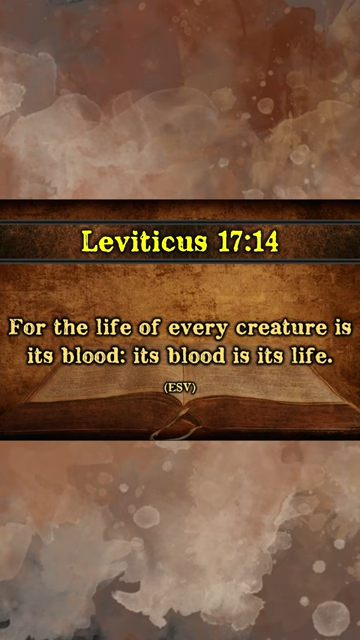 Leviticus 17:14
For the life of every creature is
its blood: its blood is its life.
(ESV)